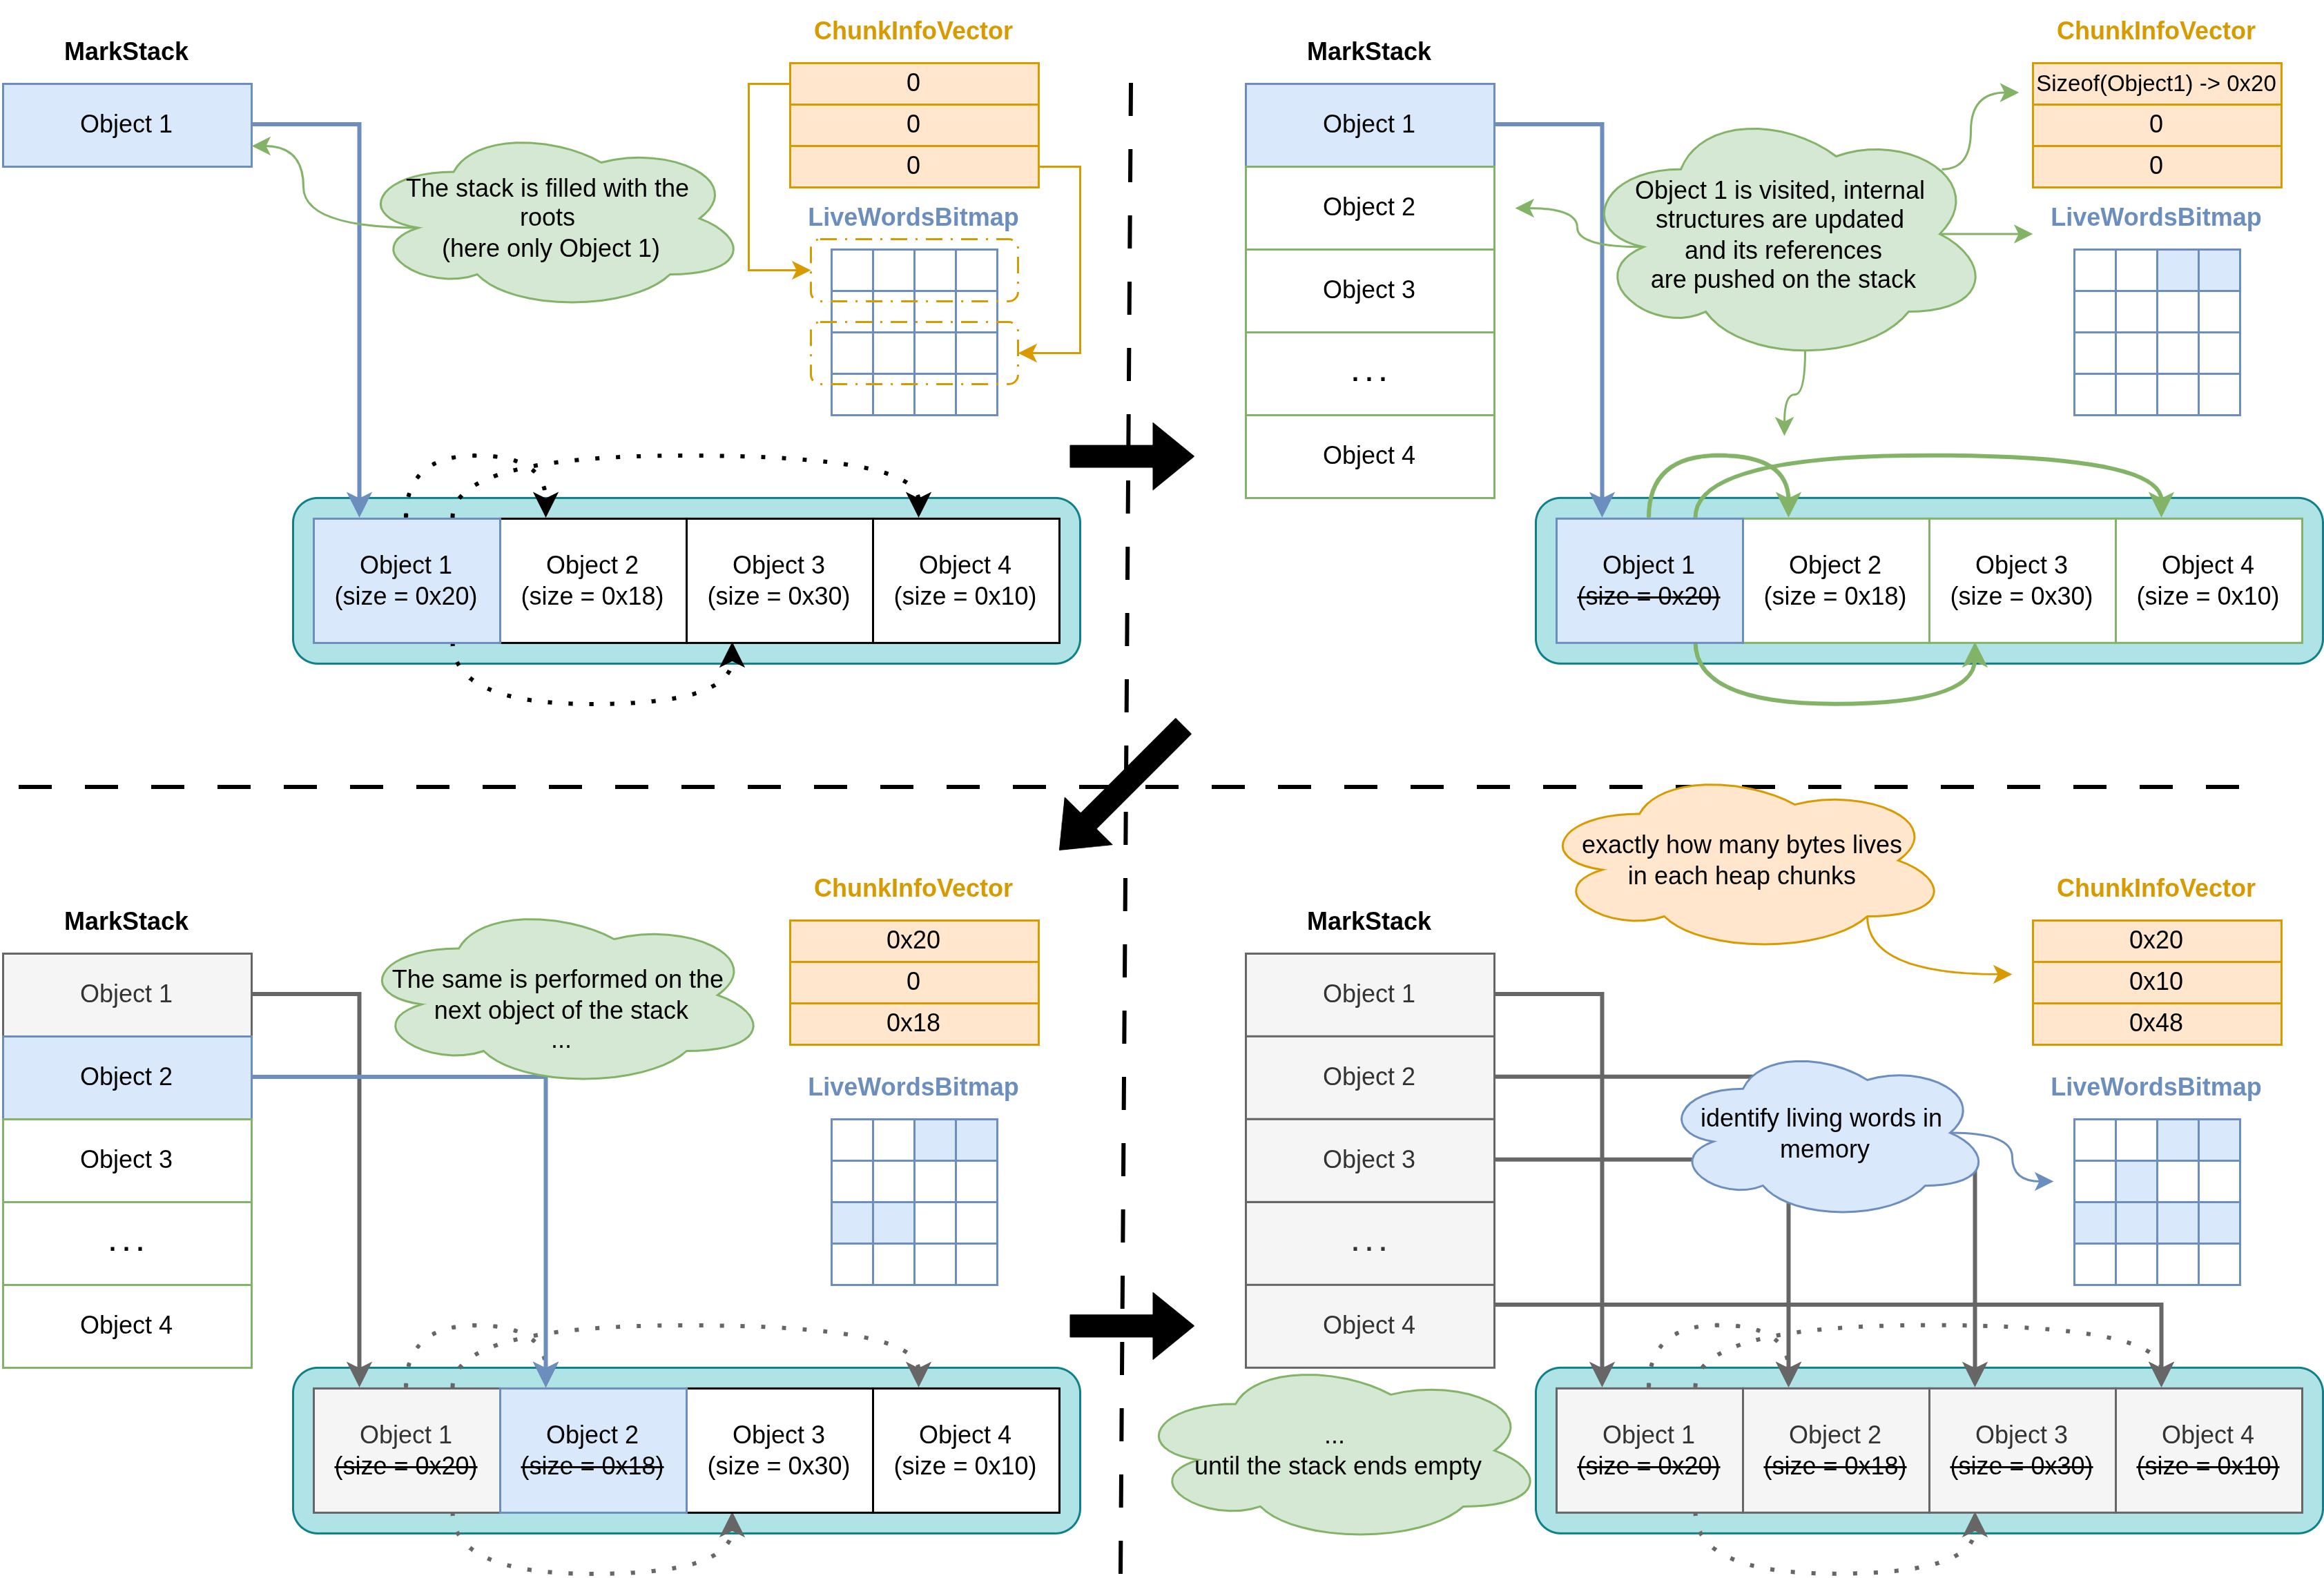 MarkStack
Object 1
The stack is filled with the
roots
(here only Object 1)
ChunkInfoVector
0
0
0
LiveWordsBitmap
Object 1
(size = 0x20)
Object 2
(size = 0x18)
Object 3
(size = 0x30)
Object 4
(size = 0x10)
MarkStack
Object 1
Object 2
Object 3
...
Object 4
Object 1 is visited, internal
structures are updated
and its references
are pushed on the stack
ChunkInfoVector
Sizeof(Object1) -> 0x20
0
0
LiveWordsBitmap
Object 1
(size = 0x20)
Object 2
(size = 0x18)
Object 3
(size = 0x30)
Object 4
(size = 0x10)
MarkStack
Object 1
Object 2
Object 3
...
Object 4
The same is performed on the
next object of the stack
...
ChunkInfoVector
0x20
0
0x18
LiveWordsBitmap
Object 1
(size = 0x20)
Object 2
(size = 0x18)
Object 3
(size = 0x30)
Object 4
(size = 0x10)
exactly how many bytes lives
in each heap chunks
MarkStack
Object 1
Object 2
Object 3
...
Object 4
ChunkInfoVector
0x20
0x10
0x48
identify living words in
memory
LiveWordsBitmap
...
until the stack ends empty
Object 1
(size = 0x20)
Object 2
(size = 0x18)
Object 3
(size = 0x30)
Object 4
(size = 0x10)